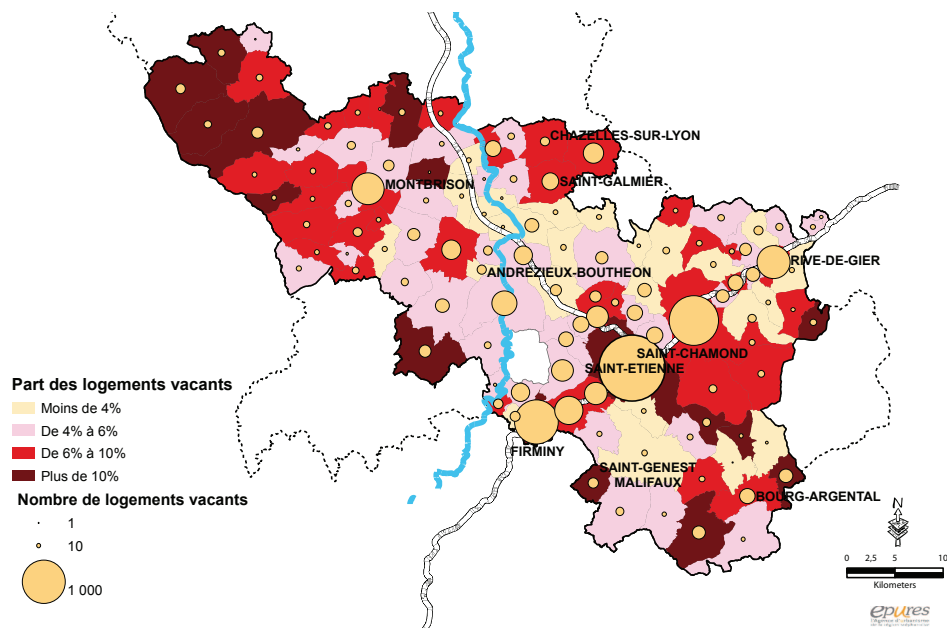 CHAZELLES-SUR-LYON
SAINT-GALMIER
MONTBRISON
RIVE-DE-GIER
ANDREZIEUX-BOUTHEON
SAINT-CHAMOND
SAINT-ETIENNE
FIRMINY
SAINT-GENEST
MALIFAUX
BOURG-ARGENTAL
Part des logements vacants
Moins de 4%
De 4% à 6%
De 6% à 10%
Plus de 10%
Nombre de logements vacants
1
10
1 000
N
0 2,5 5 10
Kilometers
epures